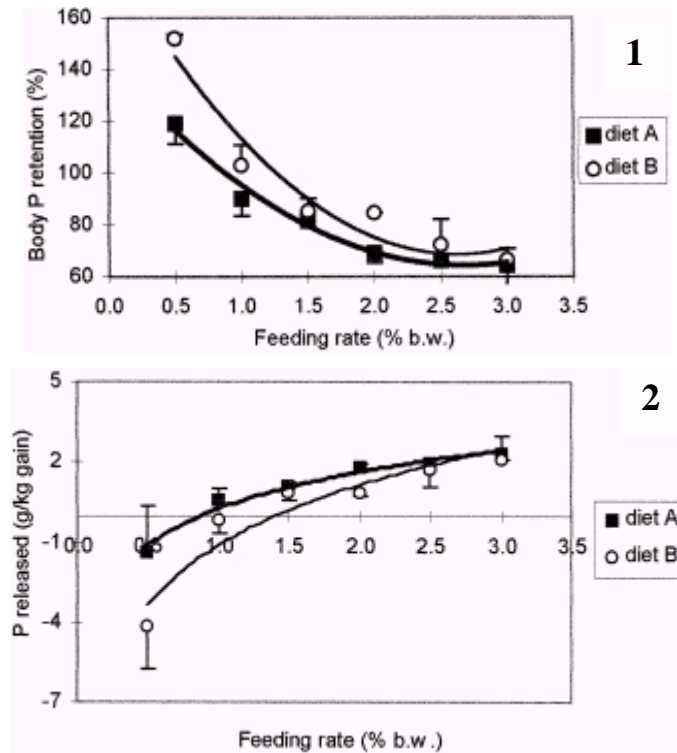 1
Body P retention (%)
160
140
120
100
80
60
0.0 0.5 1.0 1.5 2.0 2.5 3.0 3.5
Feeding rate (% b.w.)
diet A
diet B
2
P released (g/kg gain)
5
2
-1
-4
-7
0.0 0.5 1.0 1.5 2.0 2.5 3.0 3.5
Feeding rate (% b.w.)
diet A
diet B